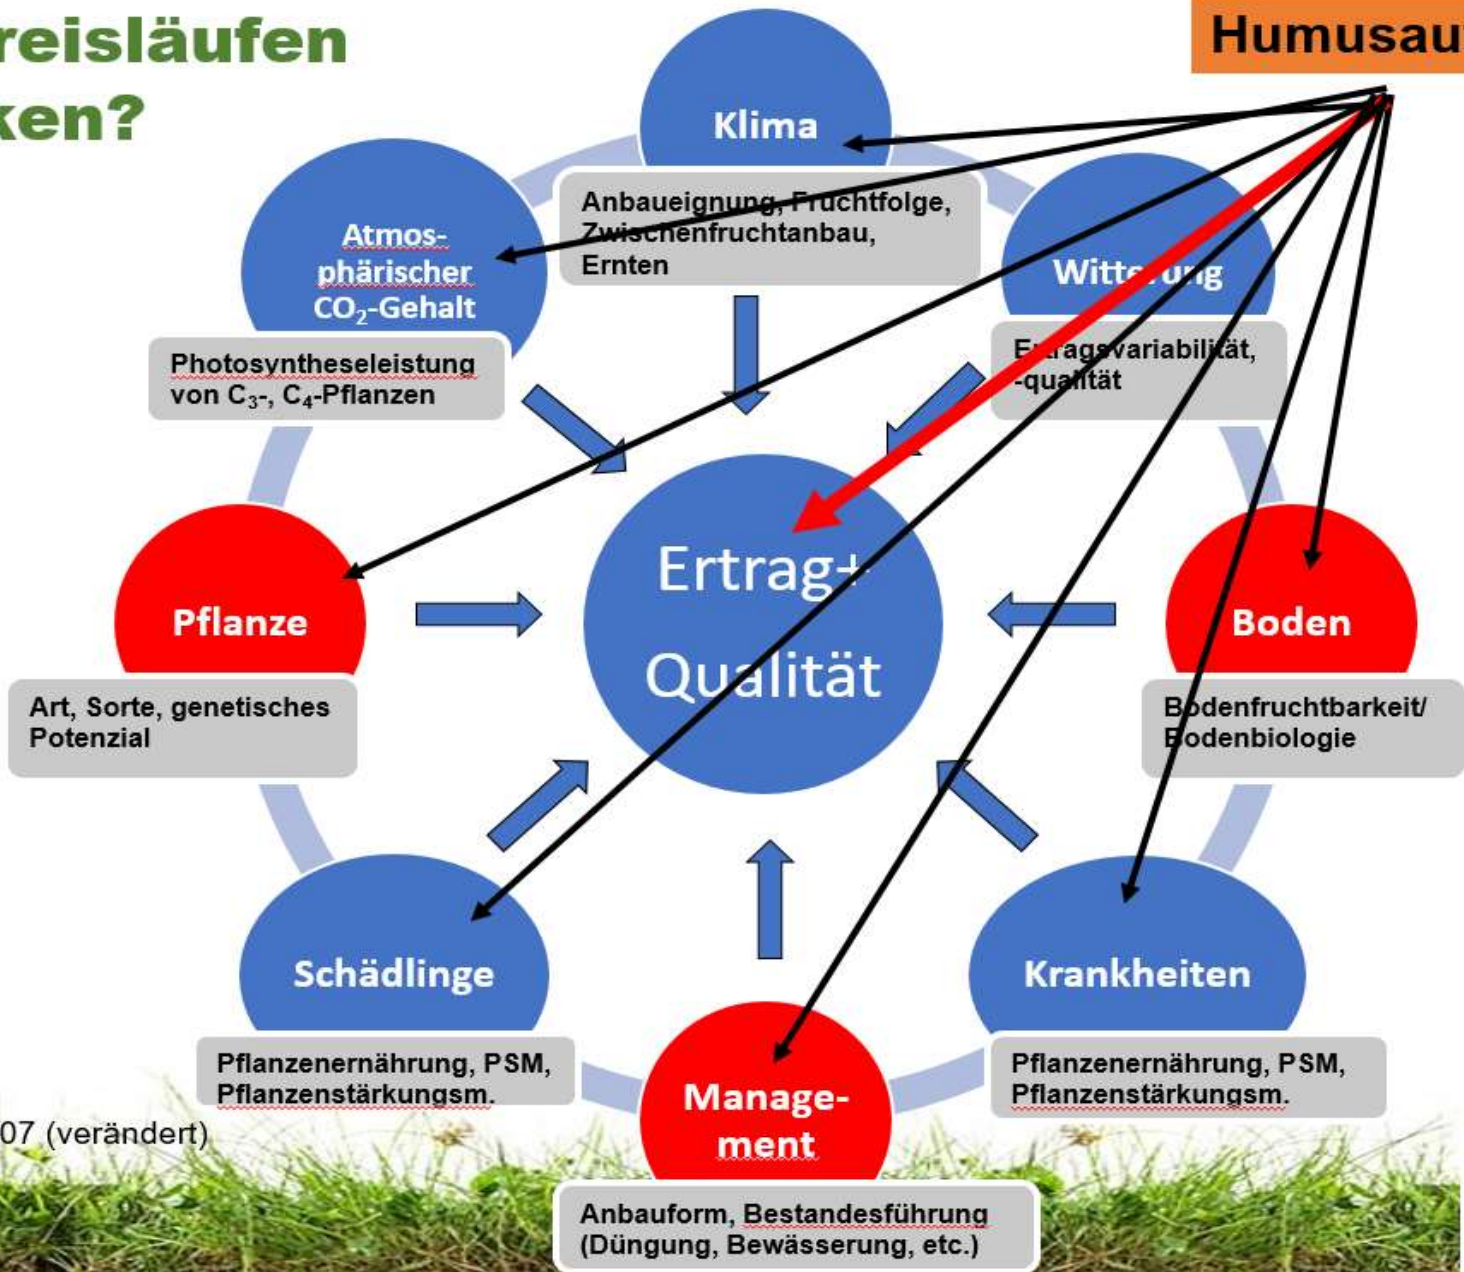 reisläufen
ken?
Humusau
Klima
Anbaueignung, Fruchtfolge,
Zwischenfruchtanbau,
Ernten
Atmos-
phärischer
CO₂-Gehalt
Photosyntheseleistung
von C₃-, C₄-Pflanzen
Witterung
Ertragsvariabilität,
-qualität
Ertrag+
Qualität
Pflanze
Art, Sorte, genetisches
Potenzial
Boden
Bodenfruchtbarkeit/
Bodenbiologie
Schädlinge
Pflanzenernährung, PSM,
Pflanzenstärkungsm.
Krankheiten
Pflanzenernährung, PSM,
Pflanzenstärkungsm.
Manage-
ment
Anbauform, Bestandesführung
(Düngung, Bewässerung, etc.)
07 (verändert)